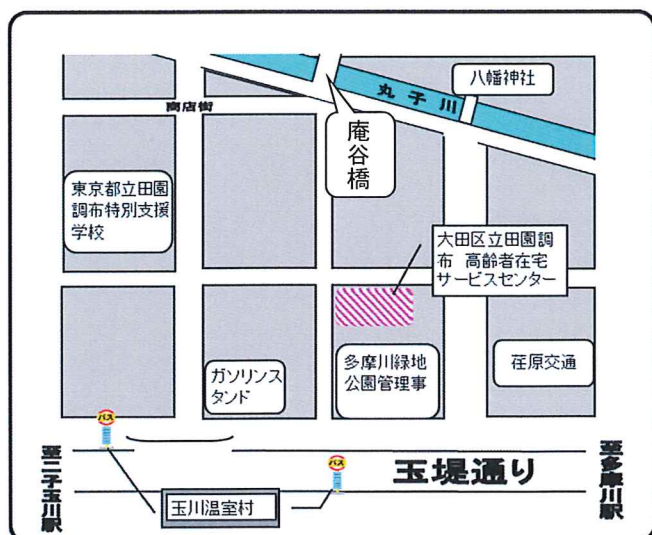 八幡神社
丸子川
商店街
庵
谷
橋
東京都立田園
調布特別支援
学校
大田区立田園調
布 高齢者在宅
サービスセンター
ガソリンス
タンド
多摩川緑地
公園管理事
荏原交通
バス
バス
至二子玉川駅
玉堤通り
至多摩川駅
玉川温室村